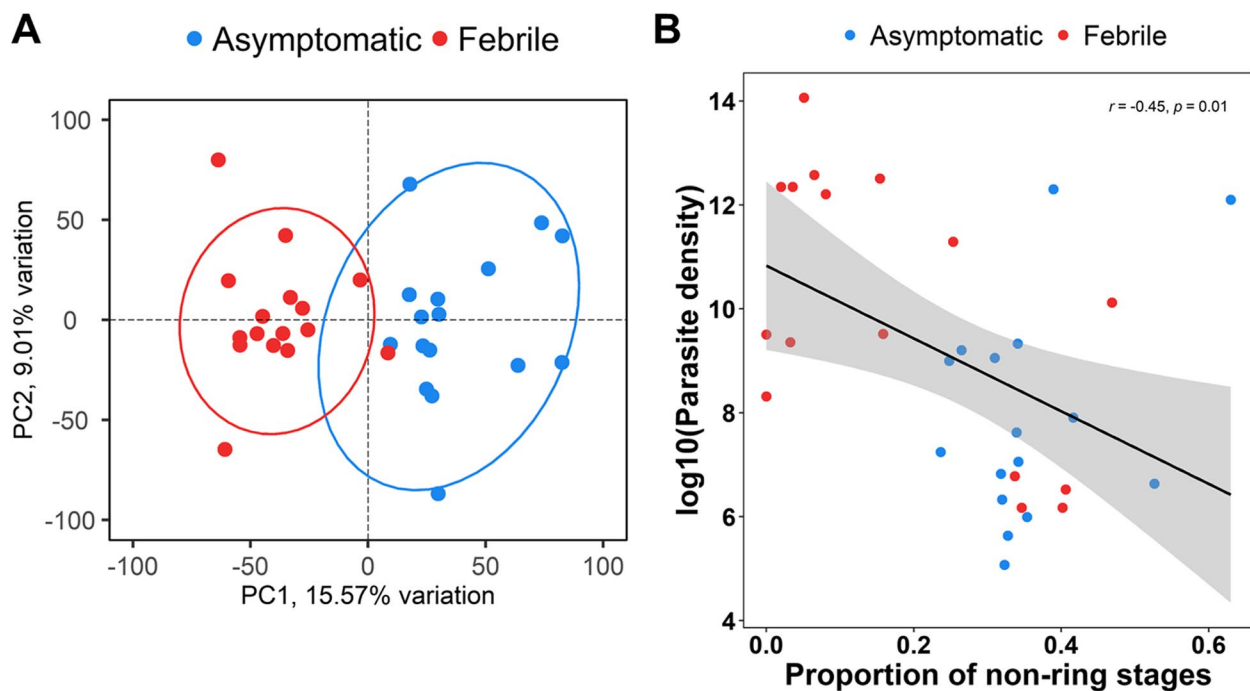 A
Asymptomatic Febrile
100
50
0
-50
-100
PC2, 9.01% variation
-100 -50 0 50 100
PC1, 15.57% variation
B
Asymptomatic Febrile
r = -0.45, p = 0.01
14
12
10
8
6
4
log10(Parasite density)
0.0 0.2 0.4 0.6
Proportion of non-ring stages